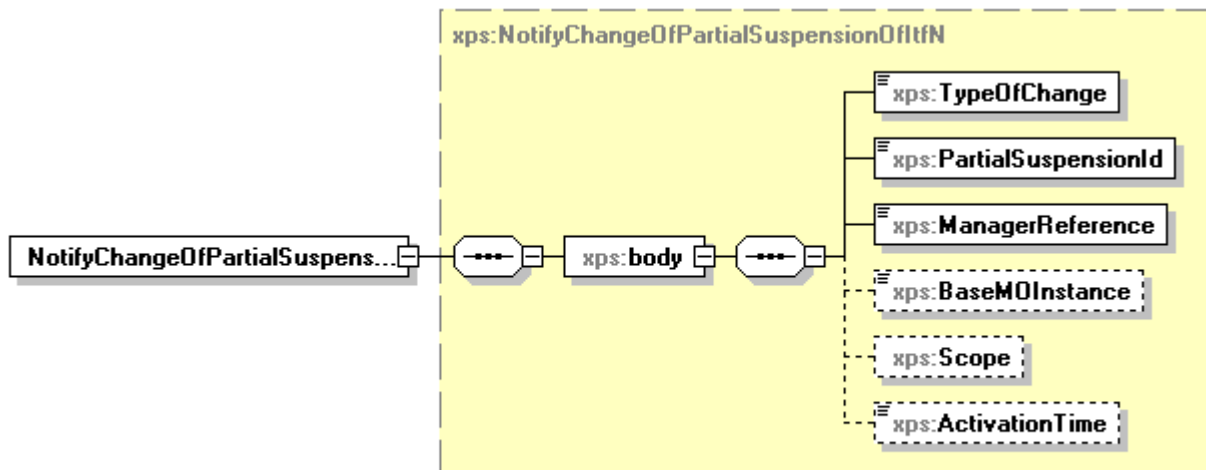 xps:NotifyChangeOfPartialSuspensionOfItfN
xps:TypeOfChange
xps:PartialSuspensionId
xps:ManagerReference
NotifyChangeOfPartialSuspens...
xps:body
xps:BaseMOInstance
xps:Scope
xps:ActivationTime